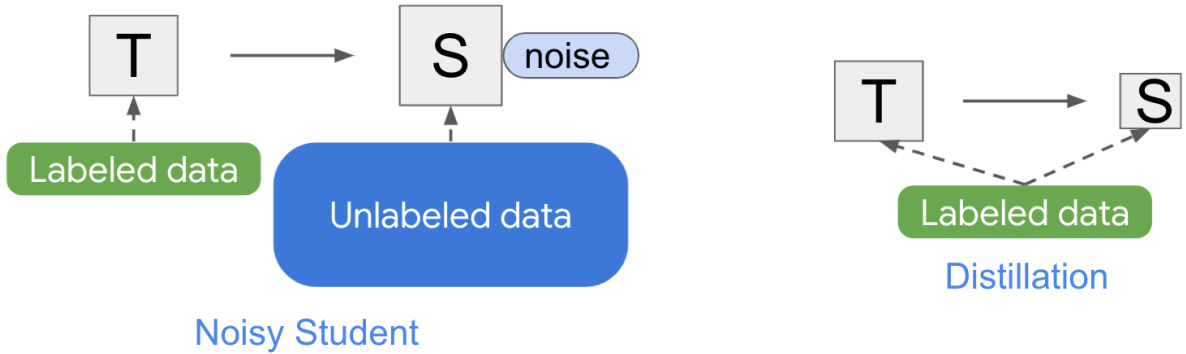 T
S
noise
Labeled data
Unlabeled data
Noisy Student
T
S
Labeled data
Distillation